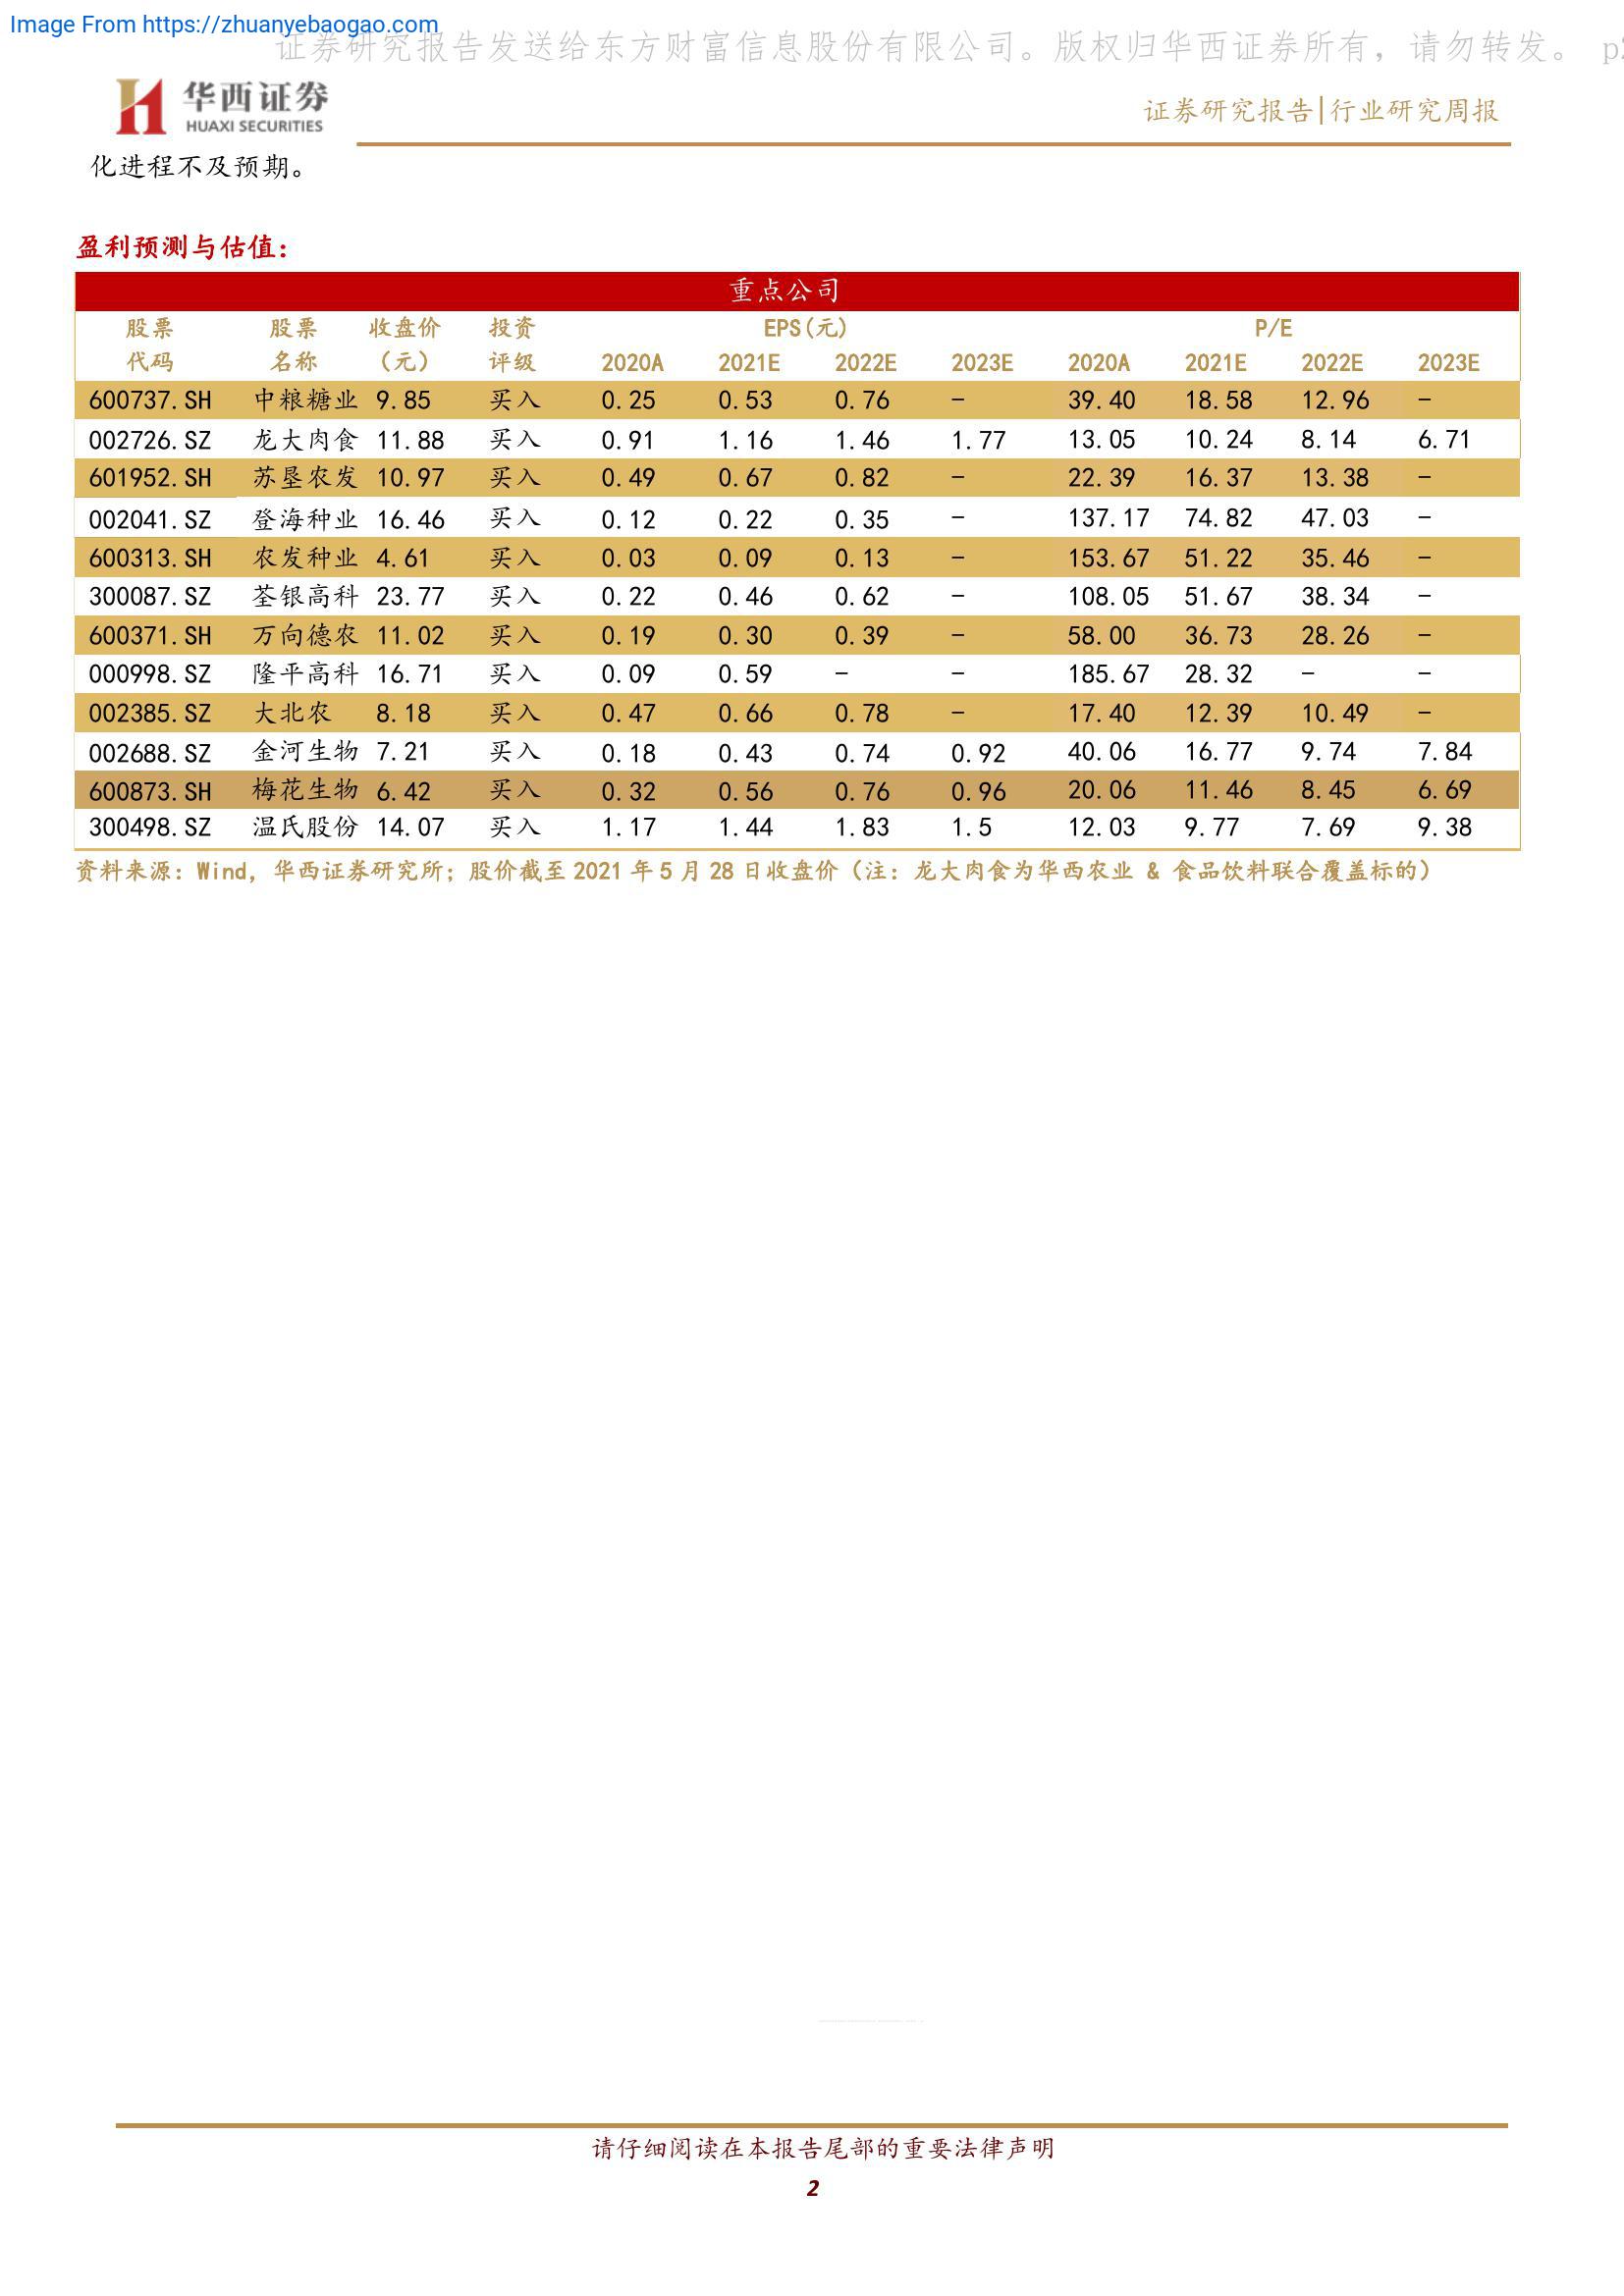 Image From https://zhuanyebaogao.com
证券研究报告发送给东方财富信息股份有限公司。版权归华西证券所有，请勿转发。 p2
华西证券
HUAXI SECURITIES
证券研究报告|行业研究周报
化进程不及预期。
盈利预测与估值：
重点公司
股票 股票 收盘价 投资 EPS(元) P/E
代码 名称 （元） 评级 2020A 2021E 2022E 2023E 2020A 2021E 2022E 2023E
600737.SH 中粮糖业 9.85 买入 0.25 0.53 0.76 - 39.40 18.58 12.96 -
002726.SZ 龙大肉食 11.88 买入 0.91 1.16 1.46 1.77 13.05 10.24 8.14 6.71
601952.SH 苏垦农发 10.97 买入 0.49 0.67 0.82 - 22.39 16.37 13.38 -
002041.SZ 登海种业 16.46 买入 0.12 0.22 0.35 - 137.17 74.82 47.03 -
600313.SH 农发种业 4.61 买入 0.03 0.09 0.13 - 153.67 51.22 35.46 -
300087.SZ 荃银高科 23.77 买入 0.22 0.46 0.62 - 108.05 51.67 38.34 -
600371.SH 万向德农 11.02 买入 0.19 0.30 0.39 - 58.00 36.73 28.26 -
000998.SZ 隆平高科 16.71 买入 0.09 0.59 - - 185.67 28.32 - -
002385.SZ 大北农 8.18 买入 0.47 0.66 0.78 - 17.40 12.39 10.49 -
002688.SZ 金河生物 7.21 买入 0.18 0.43 0.74 0.92 40.06 16.77 9.74 7.84
600873.SH 梅花生物 6.42 买入 0.32 0.56 0.76 0.96 20.06 11.46 8.45 6.69
300498.SZ 温氏股份 14.07 买入 1.17 1.44 1.83 1.5 12.03 9.77 7.69 9.38
资料来源：Wind，华西证券研究所；股价截至 2021 年 5 月 28 日收盘价（注：龙大肉食为华西农业 & 食品饮料联合覆盖标的）
请仔细阅读在本报告尾部的重要法律声明
2